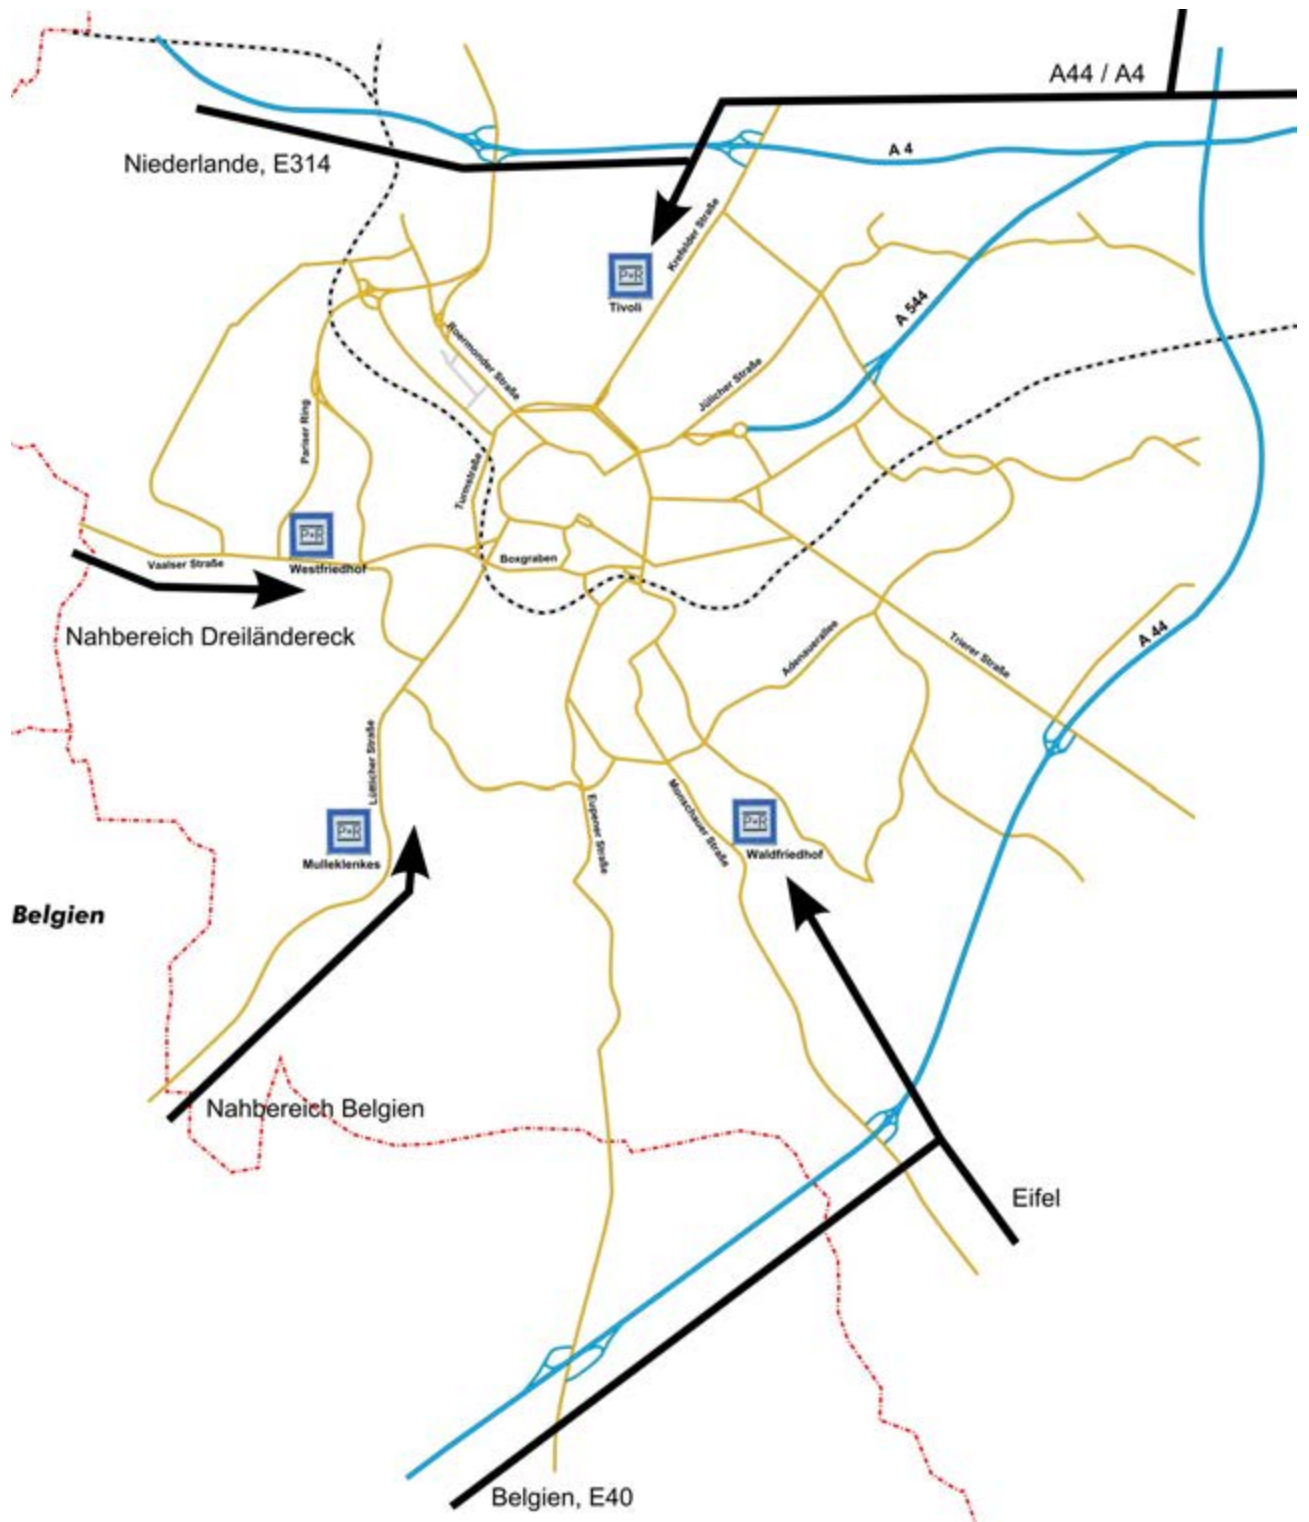 A44 / A4
A 4
Niederlande, E314
Krefelder Straße
P+R
Tivoli
A 544
Roermonder Straße
Jülicher Straße
Pariser Ring
Turmstraße
P+R
Westfriedhof
Vaalser Straße
Boxgraben
Nahbereich Dreiländereck
Adenauerallee
Trierer Straße
A 44
Lütticher Straße
Monschauer Straße
Eupener Straße
P+R
Mulleklenkes
P+R
Waldfriedhof
Belgien
Nahbereich Belgien
Eifel
Belgien, E40